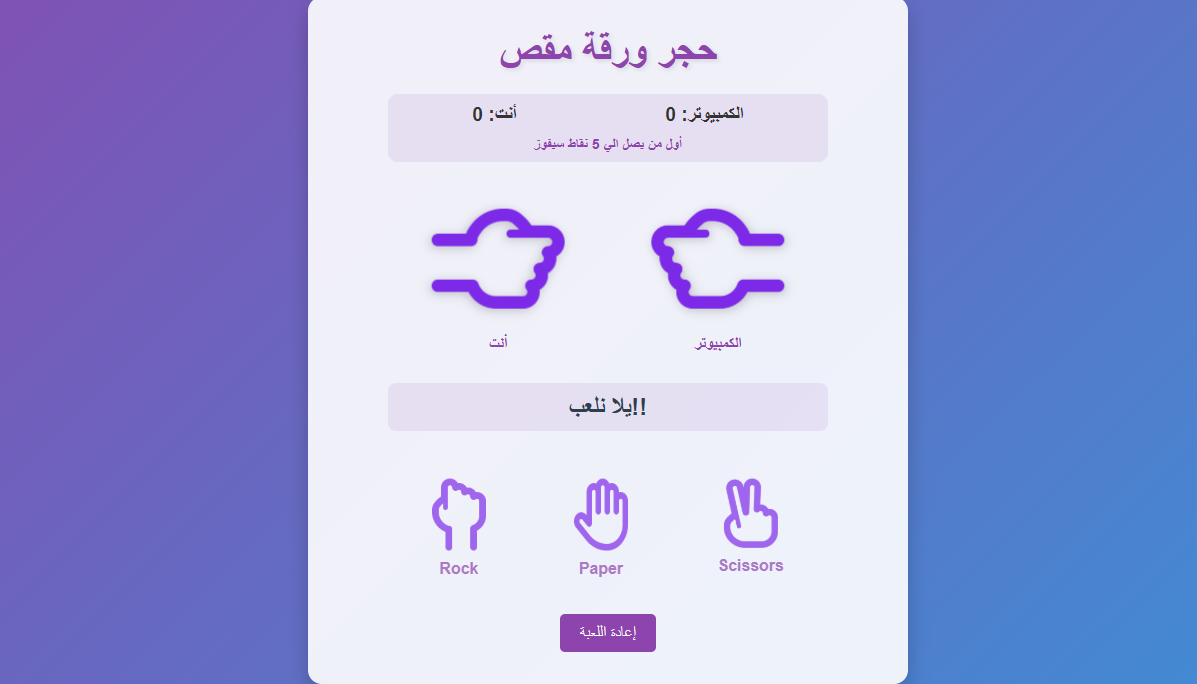 حجر ورقة مقص
أنت: 0
الكمبيوتر: 0
أول من يصل الي 5 نقاط سيفوز
أنت
الكمبيوتر
يلا نلعب!!
Rock
Paper
Scissors
إعادة اللعبة